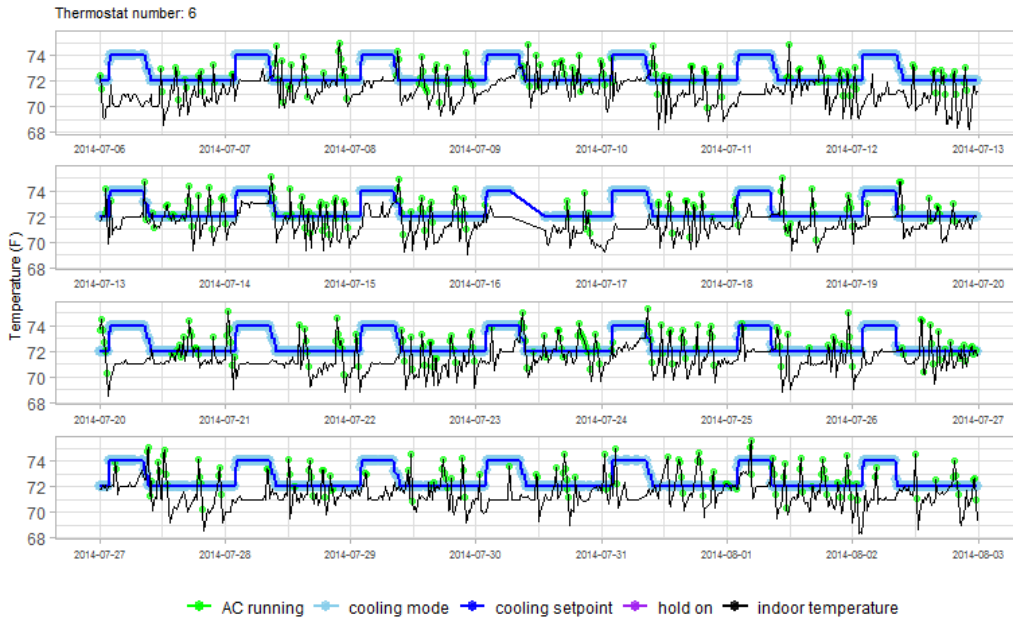 Thermostat number: 6
74
72
70
68
2014-07-06 2014-07-07 2014-07-08 2014-07-09 2014-07-10 2014-07-11 2014-07-12 2014-07-13
74
72
70
68
2014-07-13 2014-07-14 2014-07-15 2014-07-16 2014-07-17 2014-07-18 2014-07-19 2014-07-20
Temperature (F)
74
72
70
68
2014-07-20 2014-07-21 2014-07-22 2014-07-23 2014-07-24 2014-07-25 2014-07-26 2014-07-27
74
72
70
68
2014-07-27 2014-07-28 2014-07-29 2014-07-30 2014-07-31 2014-08-01 2014-08-02 2014-08-03
AC running cooling mode cooling setpoint hold on indoor temperature